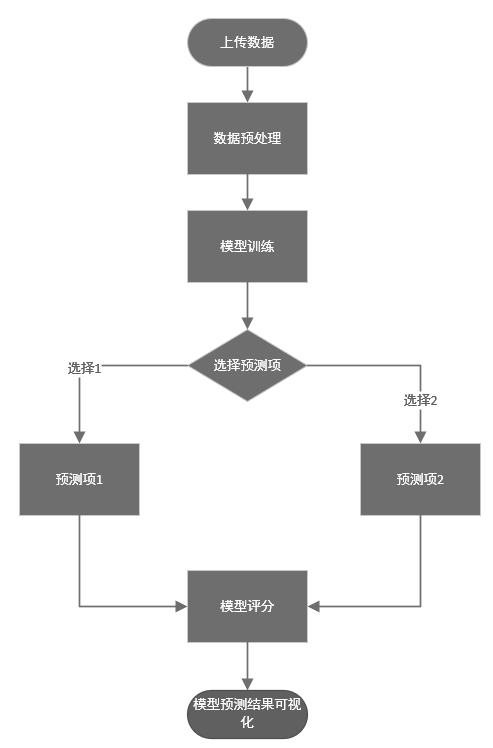 上传数据
数据预处理
模型训练
选择预测项
选择1
选择2
预测项1
预测项2
模型评分
模型预测结果可视
化